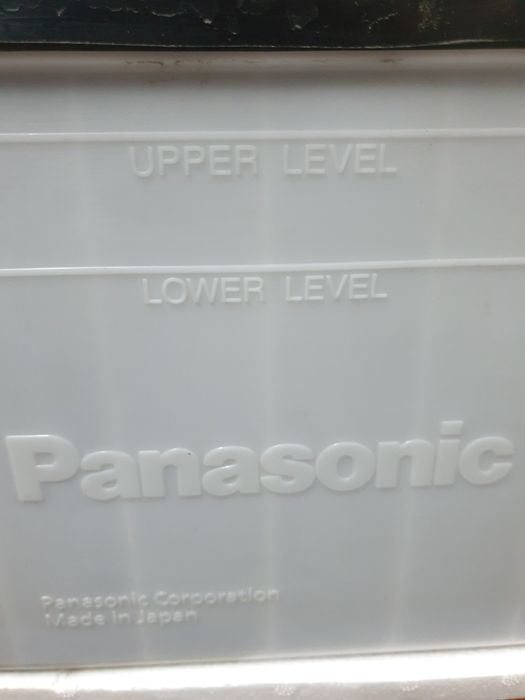 UPPER LEVEL
LOWER LEVEL
Panasonic
Panasonic Corporation
Made in Japan